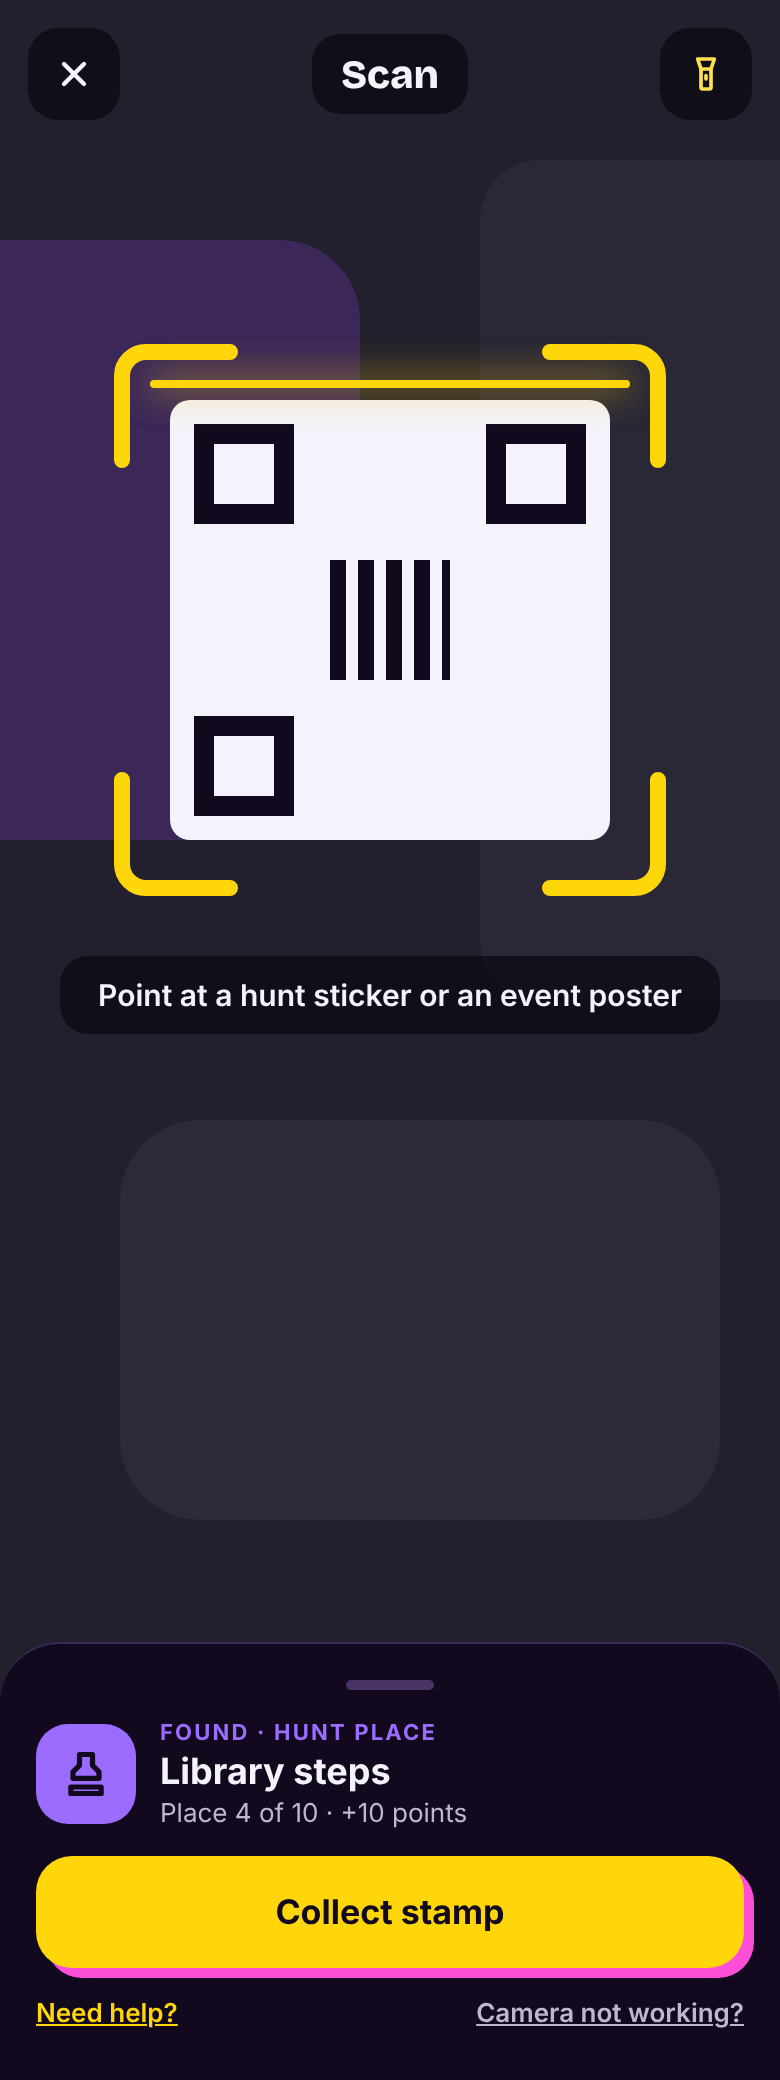 Scan
Point at a hunt sticker or an event poster
FOUND · HUNT PLACE
Library steps
Place 4 of 10 · +10 points
Collect stamp
Need help?
Camera not working?